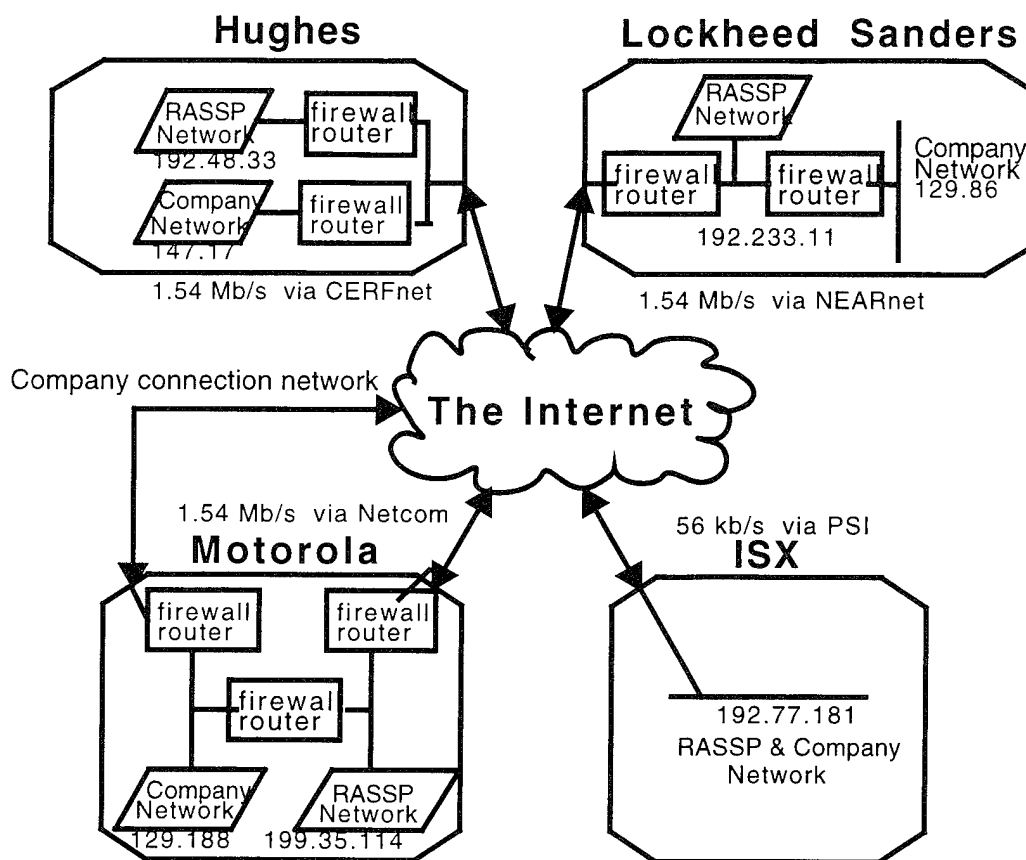 Hughes
RASSP
Network
192.48.33
firewall
router
Company
Network
147.17
firewall
router
1.54 Mb/s via CERFnet
Lockheed Sanders
RASSP
Network
firewall
router
firewall
router
Company
Network
129.86
192.233.11
1.54 Mb/s via NEARnet
Company connection network
The Internet
1.54 Mb/s via Netcom
Motorola
firewall
router
firewall
router
firewal
router
Company
Network
129.188
RASSP
Network
199.35.114
56 kb/s via PSI
ISX
192.77.181
RASSP & Company
Network